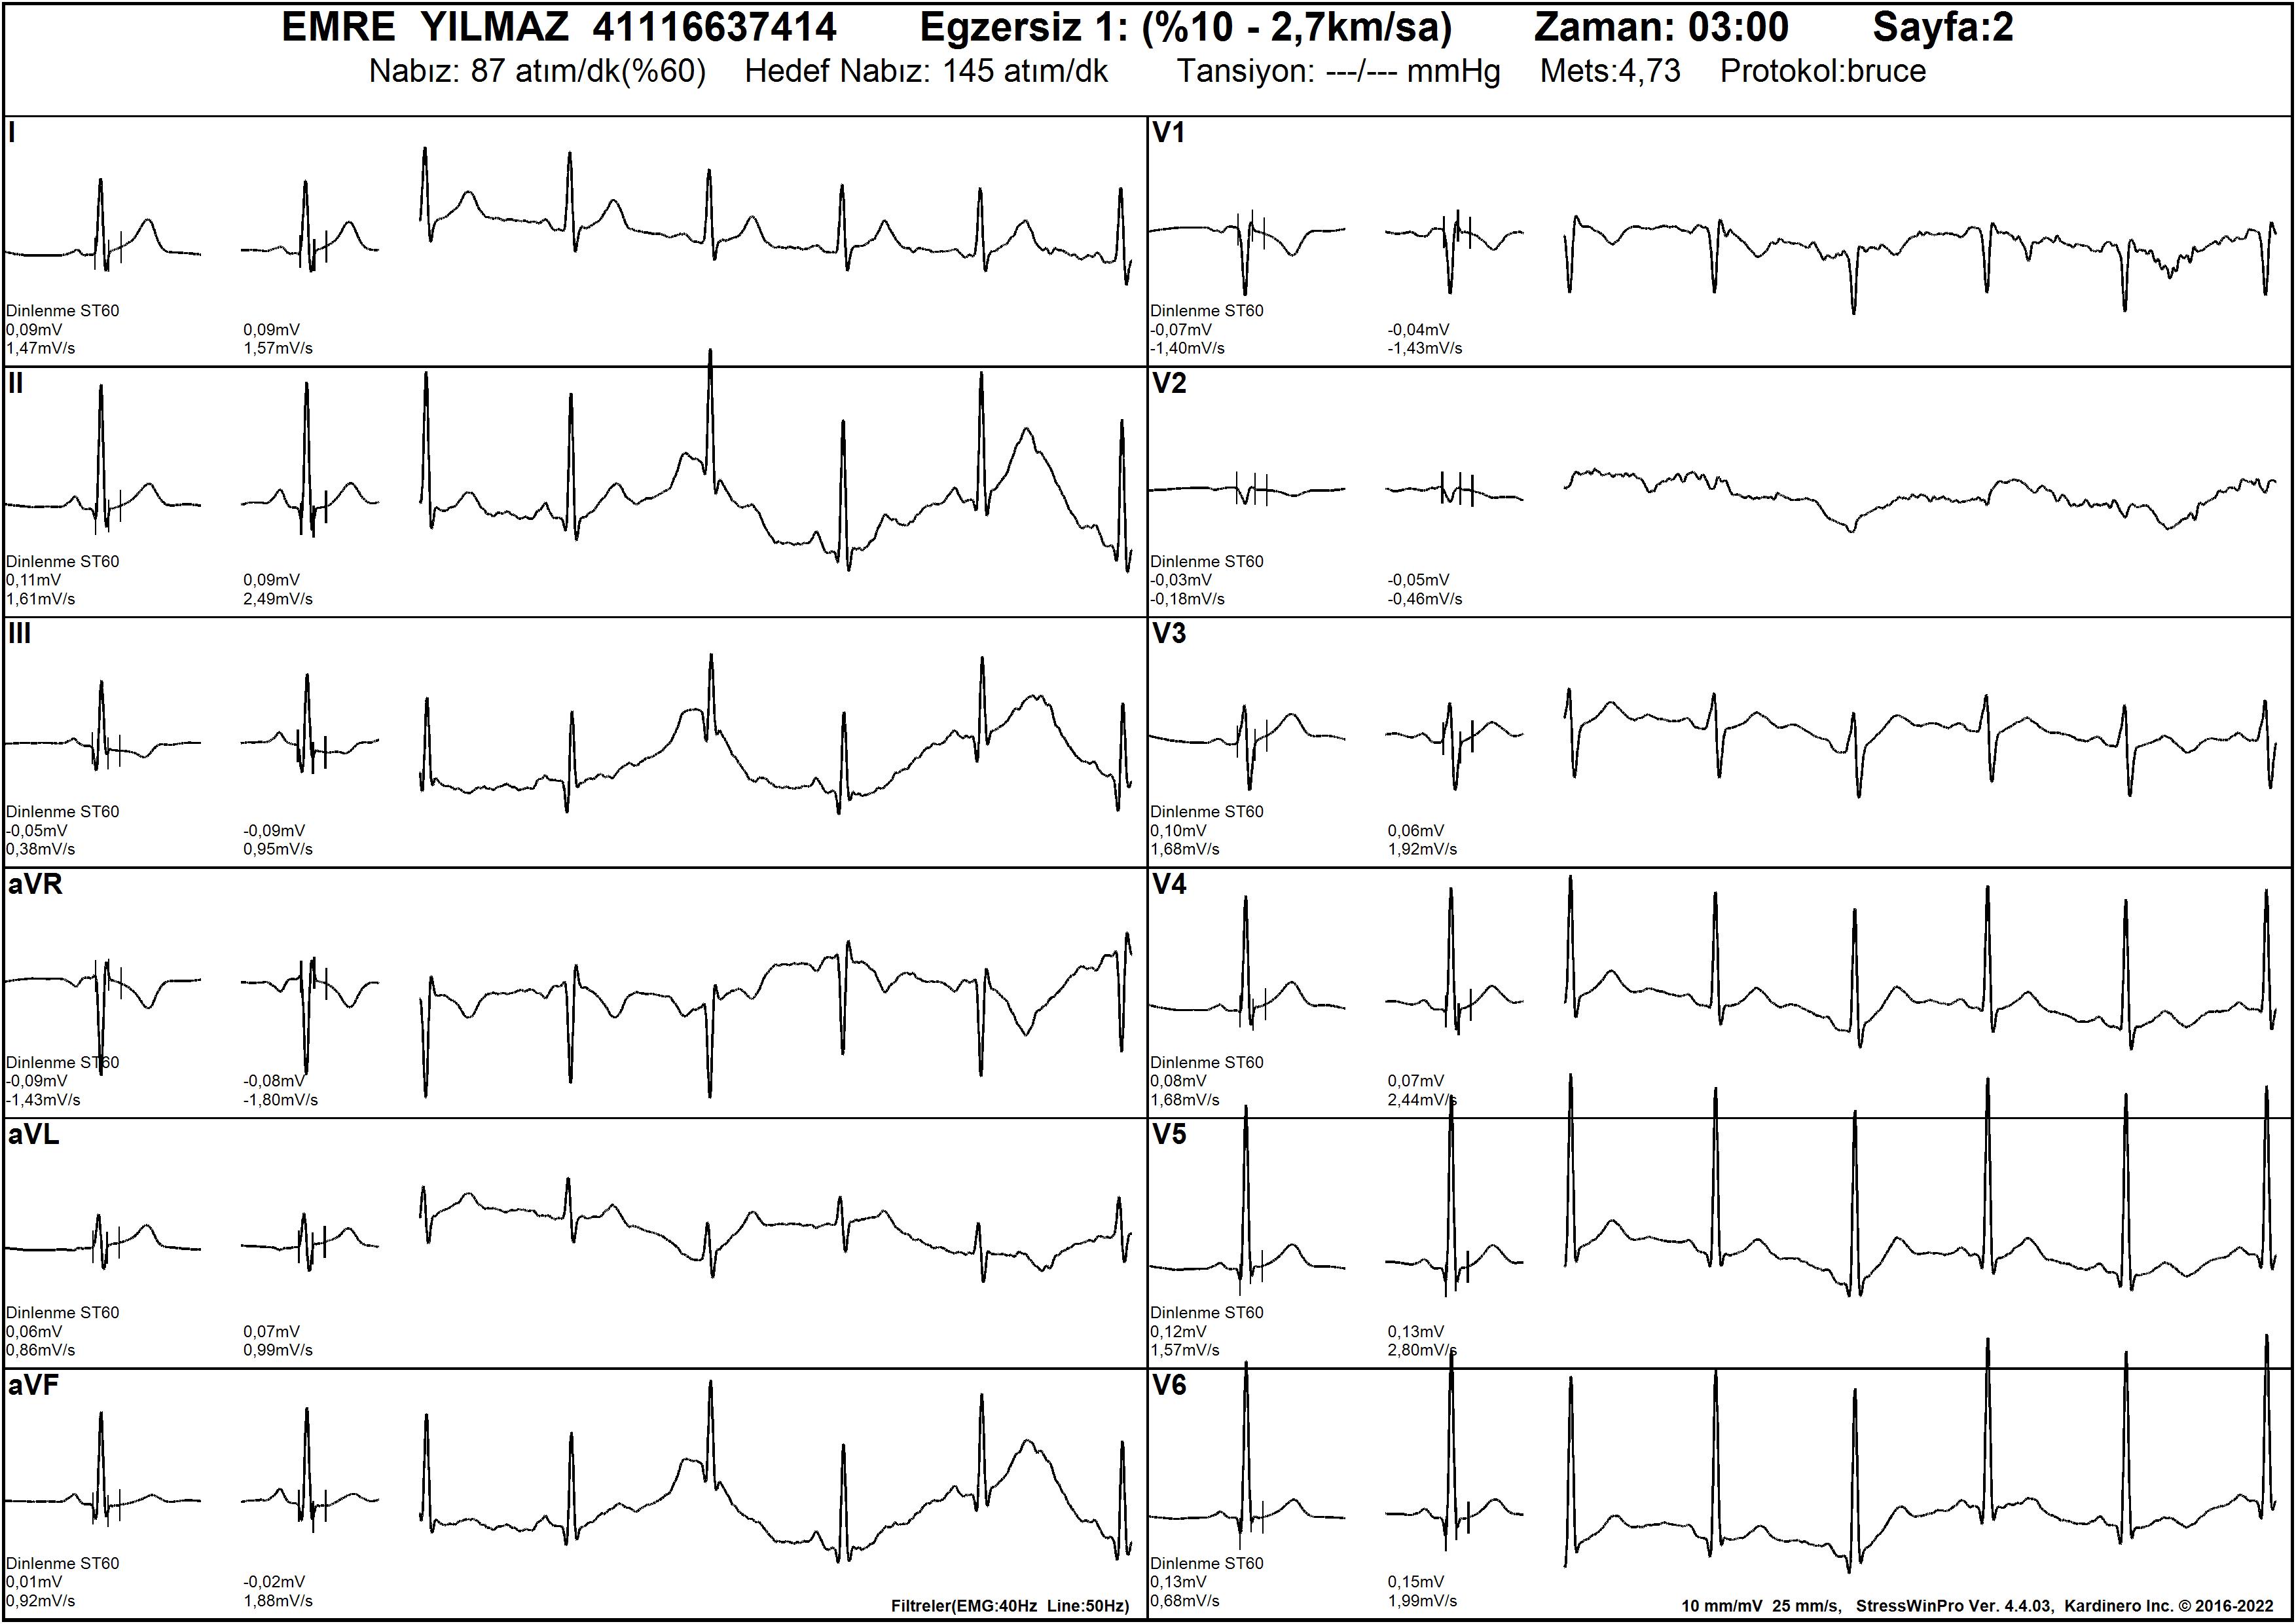 EMRE YILMAZ 41116637414 Egzersiz 1: (%10 - 2,7km/sa) Zaman: 03:00 Sayfa:2
Nabız: 87 atım/dk(%60) Hedef Nabız: 145 atım/dk Tansiyon: ---/--- mmHg Mets:4,73 Protokol:bruce
I
Dinlenme ST60
0,09mV 0,09mV
1,47mV/s 1,57mV/s
II
Dinlenme ST60
0,11mV 0,09mV
1,61mV/s 2,49mV/s
III
Dinlenme ST60
-0,05mV -0,09mV
0,38mV/s 0,95mV/s
aVR
Dinlenme ST60
-0,09mV -0,08mV
-1,43mV/s -1,80mV/s
aVL
Dinlenme ST60
0,06mV 0,07mV
0,86mV/s 0,99mV/s
aVF
Dinlenme ST60
0,01mV -0,02mV
0,92mV/s 1,88mV/s
Filtreler(EMG:40Hz Line:50Hz)
V1
Dinlenme ST60
-0,07mV -0,04mV
-1,40mV/s -1,43mV/s
V2
Dinlenme ST60
-0,03mV -0,05mV
-0,18mV/s -0,46mV/s
V3
Dinlenme ST60
0,10mV 0,06mV
1,68mV/s 1,92mV/s
V4
Dinlenme ST60
0,08mV 0,07mV
1,68mV/s 2,44mV/s
V5
Dinlenme ST60
0,12mV 0,13mV
1,57mV/s 2,80mV/s
V6
Dinlenme ST60
0,13mV 0,15mV
0,68mV/s 1,99mV/s
10 mm/mV 25 mm/s, StressWinPro Ver. 4.4.03, Kardinero Inc. © 2016-2022